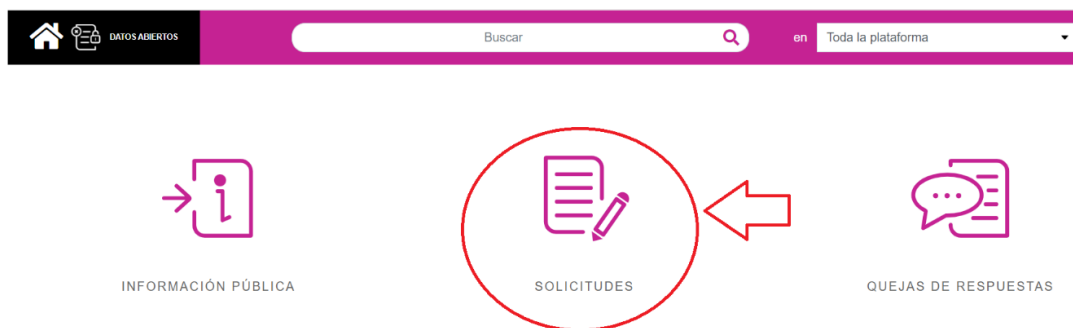 DATOS ABIERTOS Buscar en Toda la plataforma
INFORMACIÓN PÚBLICA SOLICITUDES QUEJAS DE RESPUESTAS